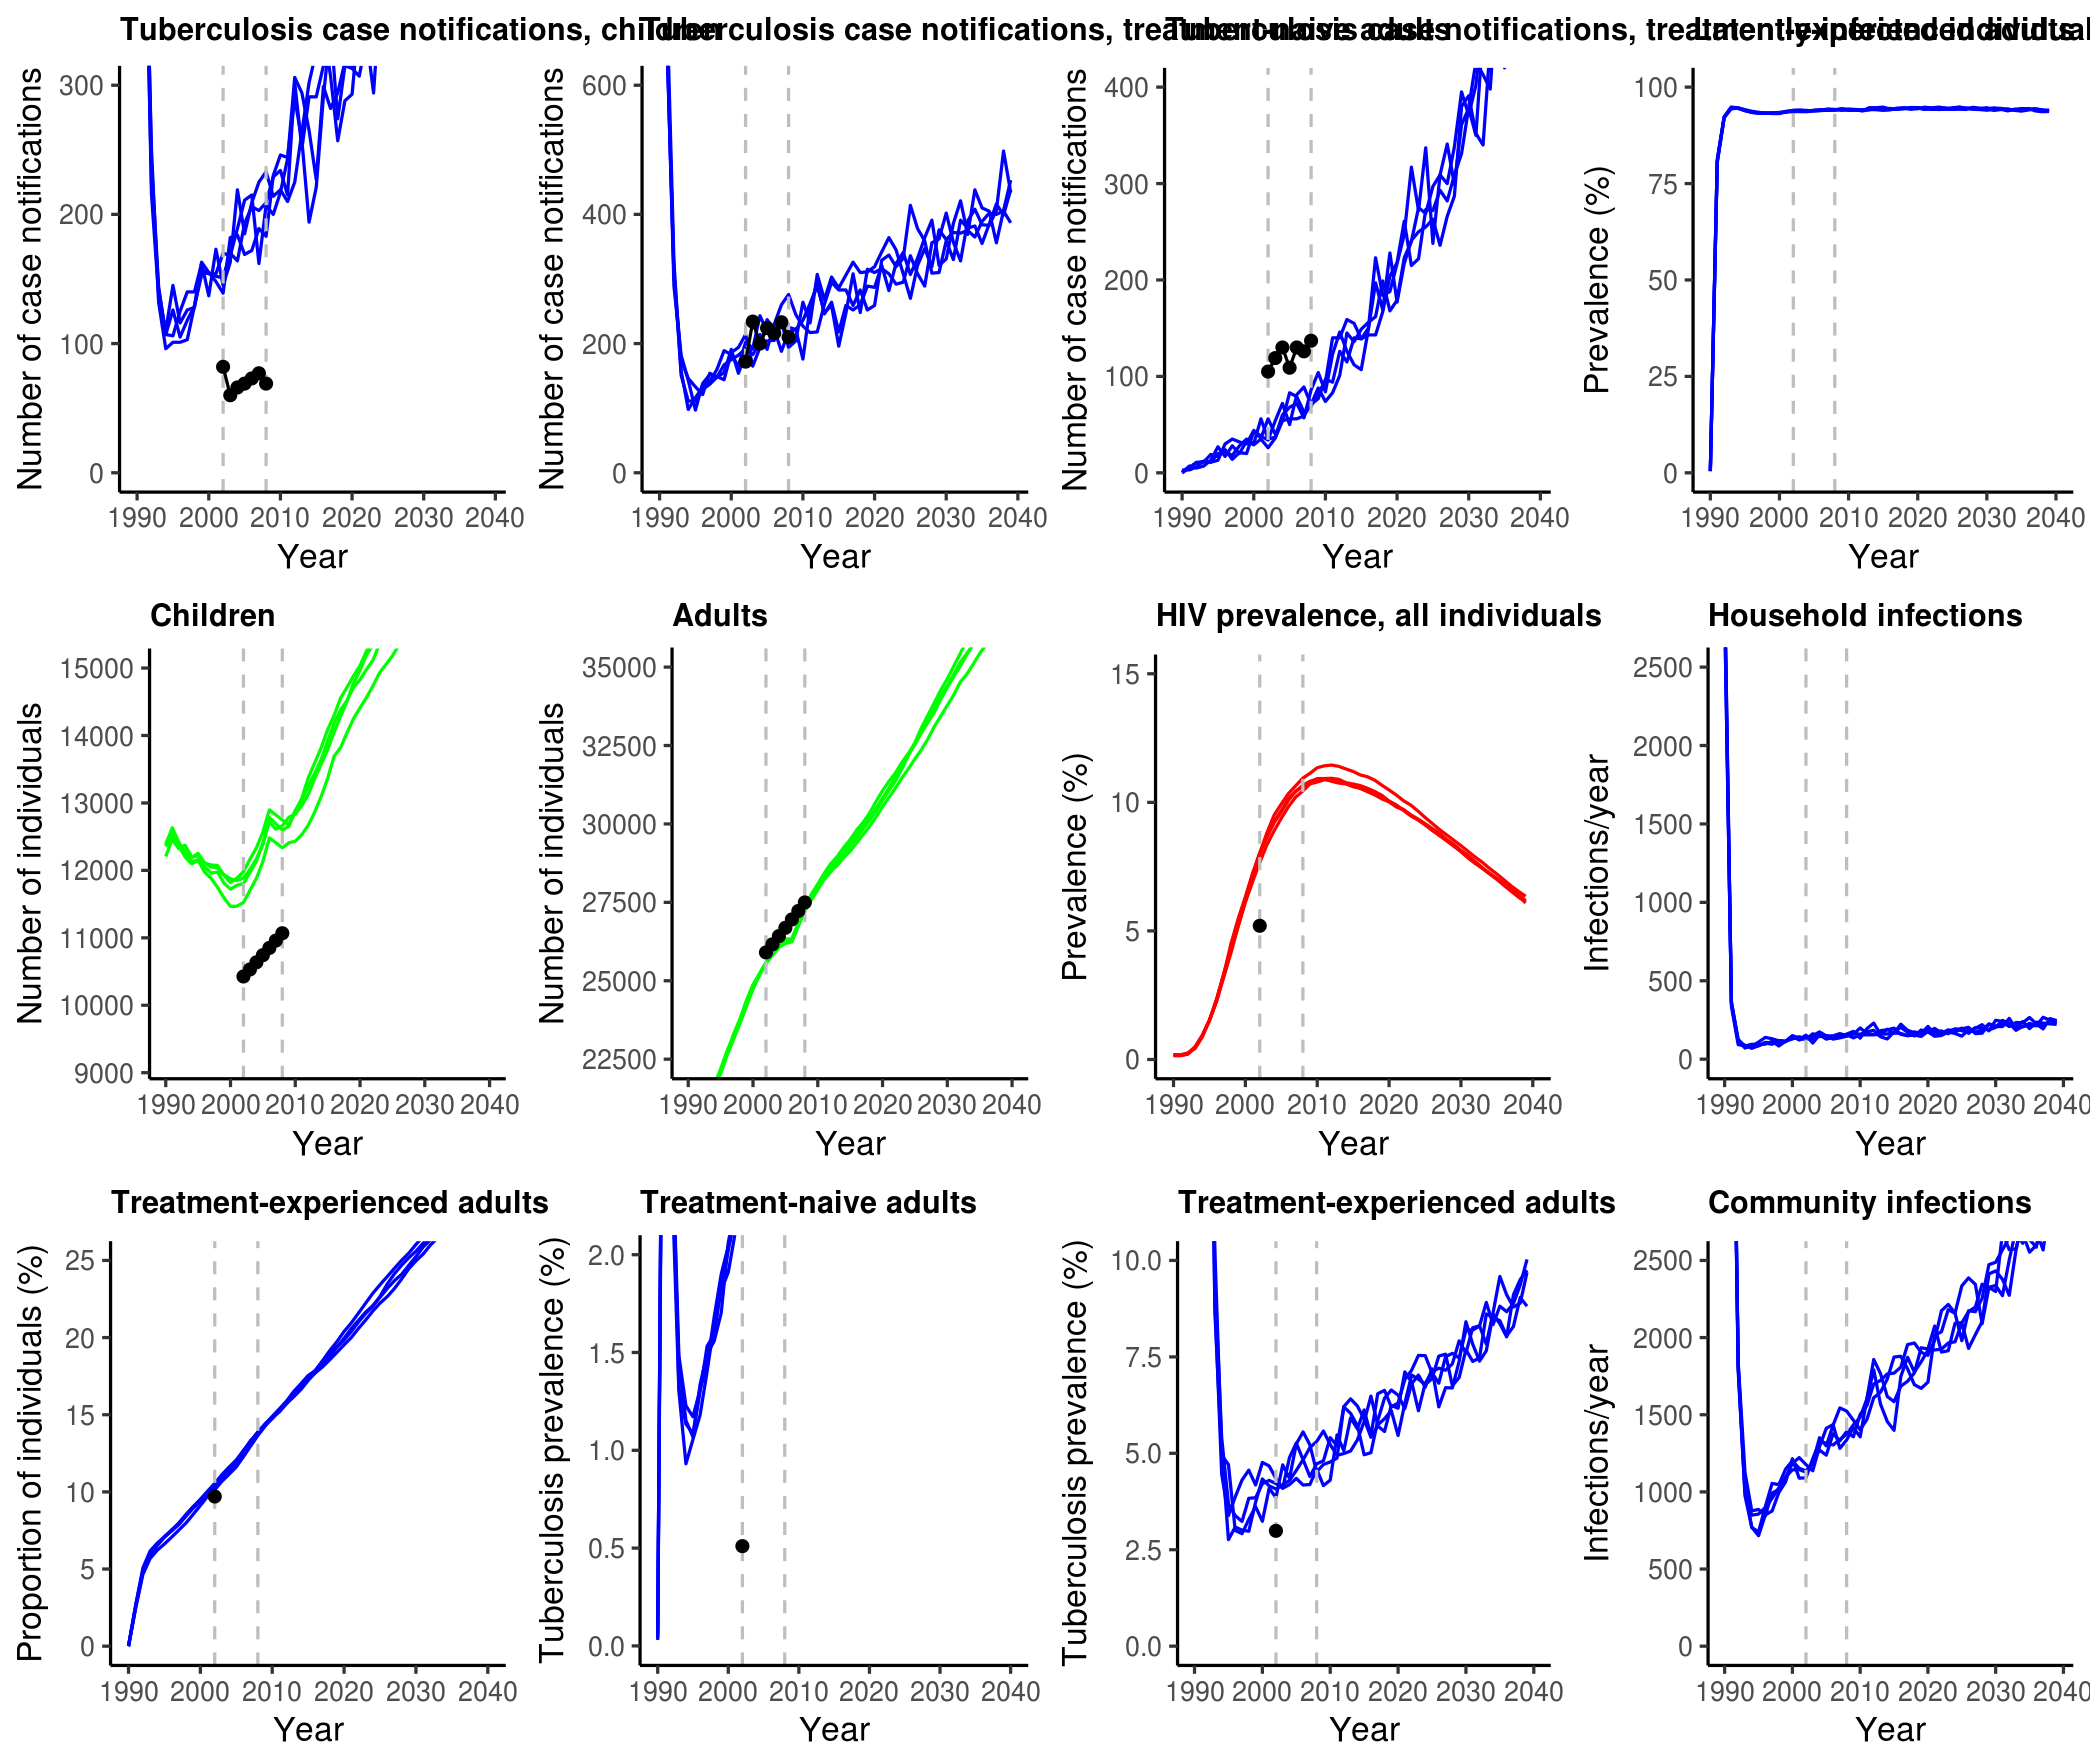 Tuberculosis case notifications, children
300
200
100
0
Number of case notifications
1990 2000 2010 2020 2030 2040
Year
Tuberculosis case notifications, treatment-naive adults
600
400
200
0
Number of case notifications
1990 2000 2010 2020 2030 2040
Year
Tuberculosis case notifications, treatment-experienced adults
400
300
200
100
0
Number of case notifications
1990 2000 2010 2020 2030 2040
Year
Latently-infected individual
100
75
50
25
0
Prevalence (%)
1990 2000 2010 2020 2030 2040
Year
Children
15000
14000
13000
12000
11000
10000
9000
Number of individuals
1990 2000 2010 2020 2030 2040
Year
Adults
35000
32500
30000
27500
25000
22500
Number of individuals
1990 2000 2010 2020 2030 2040
Year
HIV prevalence, all individuals
15
10
5
0
Prevalence (%)
1990 2000 2010 2020 2030 2040
Year
Household infections
2500
2000
1500
1000
500
0
Infections/year
1990 2000 2010 2020 2030 2040
Year
Treatment-experienced adults
25
20
15
10
5
0
Proportion of individuals (%)
1990 2000 2010 2020 2030 2040
Year
Treatment-naive adults
2.0
1.5
1.0
0.5
0.0
Tuberculosis prevalence (%)
1990 2000 2010 2020 2030 2040
Year
Treatment-experienced adults
10.0
7.5
5.0
2.5
0.0
Tuberculosis prevalence (%)
1990 2000 2010 2020 2030 2040
Year
Community infections
2500
2000
1500
1000
500
0
Infections/year
1990 2000 2010 2020 2030 2040
Year